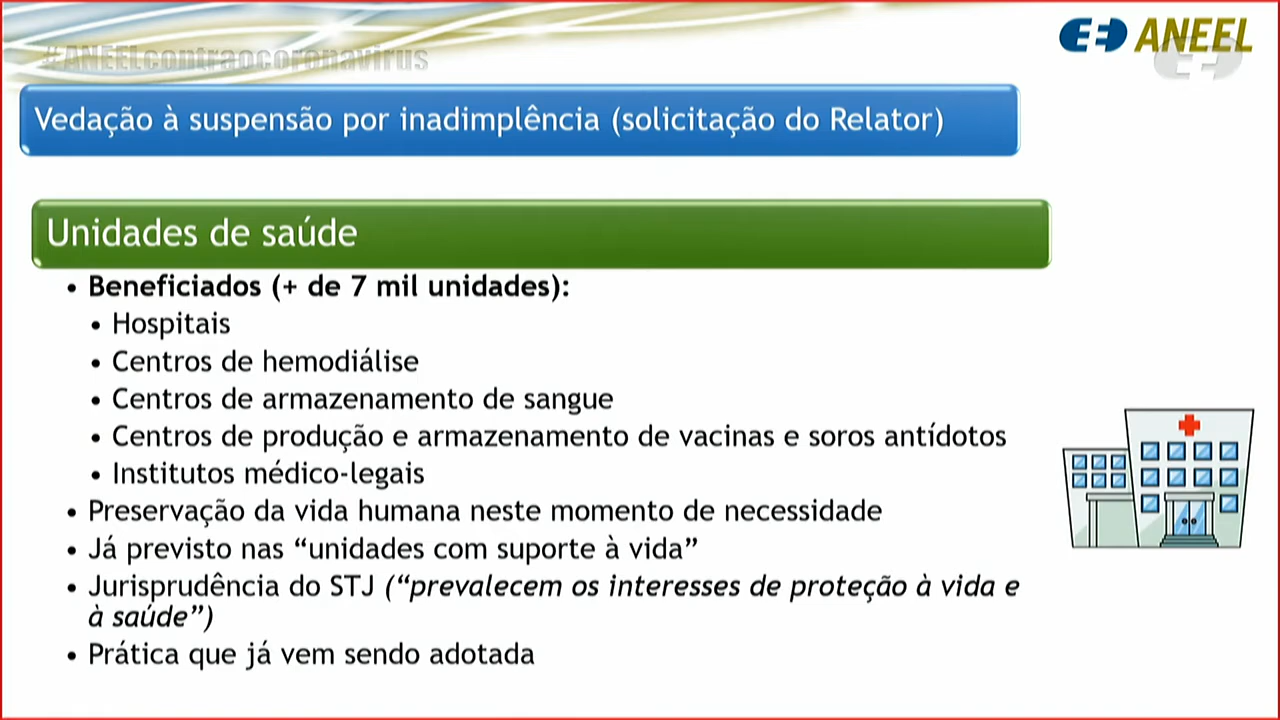 #ANEELcontraocoronavirus
ANEEL
Vedação à suspensão por inadimplência (solicitação do Relator)
Unidades de saúde
• Beneficiados (+ de 7 mil unidades):
• Hospitais
• Centros de hemodiálise
• Centros de armazenamento de sangue
• Centros de produção e armazenamento de vacinas e soros antídotos
• Institutos médico-legais
• Preservação da vida humana neste momento de necessidade
• Já previsto nas “unidades com suporte à vida”
• Jurisprudência do STJ (“prevalecem os interesses de proteção à vida e
à saúde”)
• Prática que já vem sendo adotada